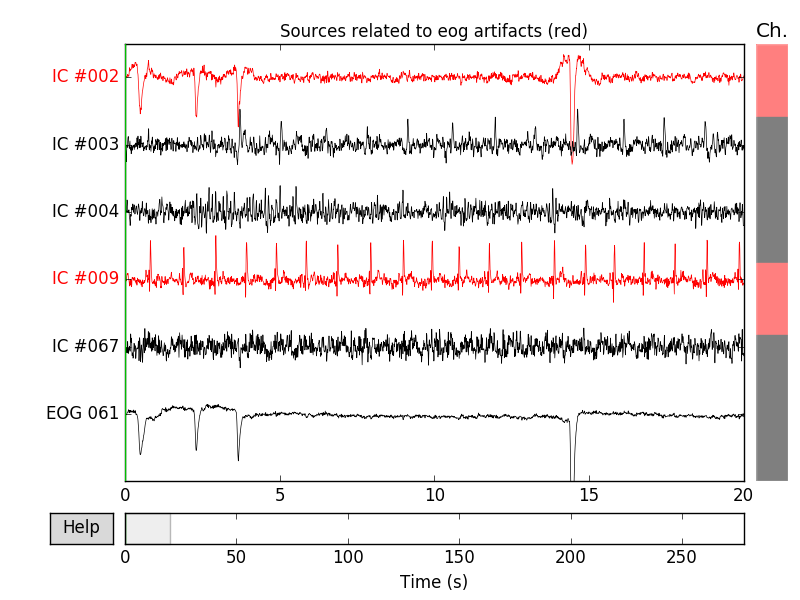 Sources related to eog artifacts (red)
Ch.
IC #002
IC #003
IC #004
IC #009
IC #067
EOG 061
0 5 10 15 20
Help
0 50 100 150 200 250
Time (s)